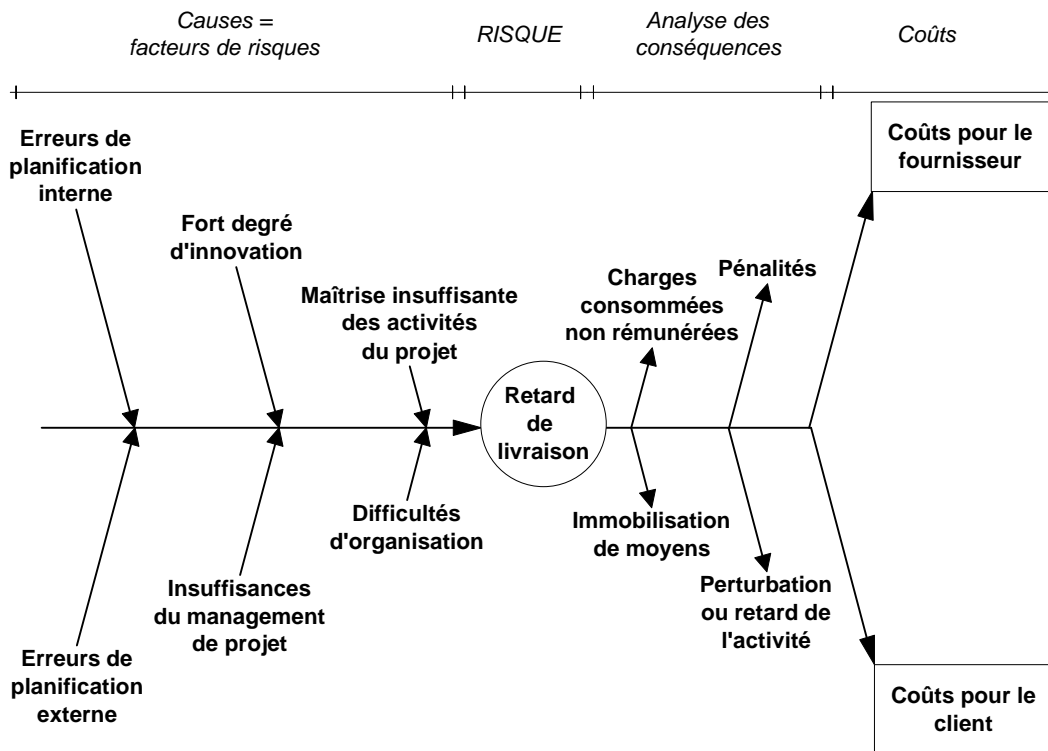 Causes =
facteurs de risques
RISQUE
Analyse des
conséquences
Coûts
Erreurs de
planification
interne
Fort degré
d'innovation
Maîtrise insuffisante
des activités
du projet
Charges
consommées
non rémunérées
Pénalités
Coûts pour le
fournisseur
Retard
de
livraison
Erreurs de
planification
externe
Insuffisances
du management
de projet
Difficultés
d'organisation
Immobilisation
de moyens
Perturbation
ou retard de
l'activité
Coûts pour le
client